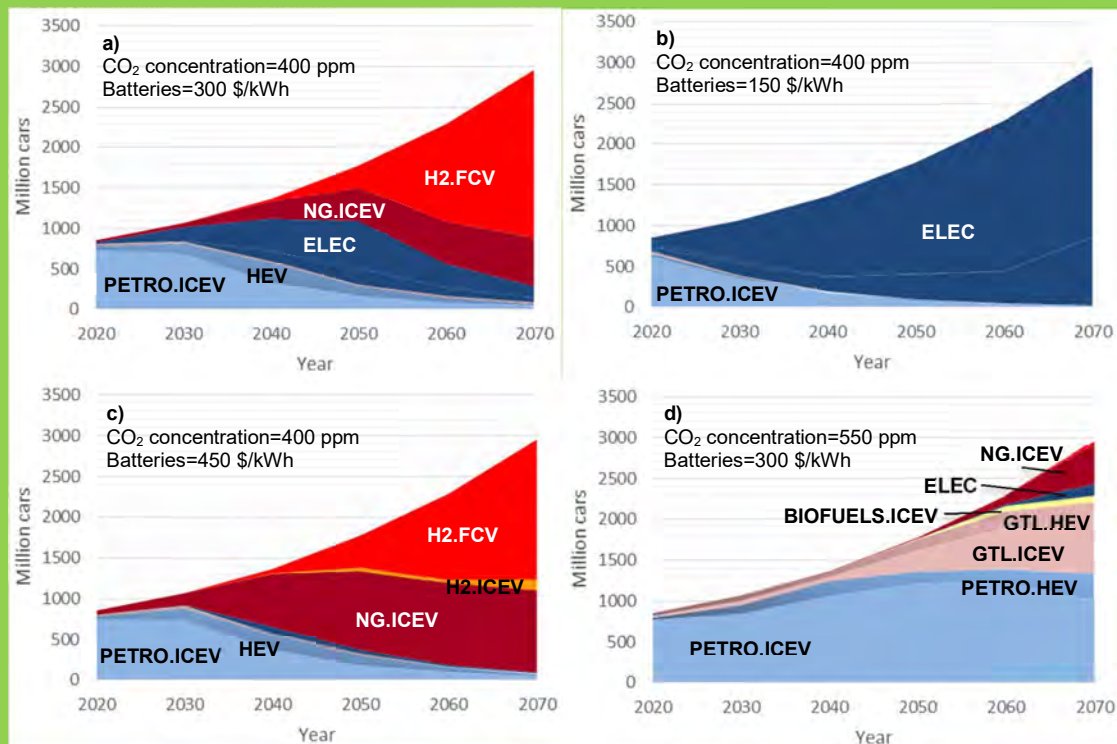 a)
CO₂ concentration=400 ppm
Batteries=300 $/kWh
Million cars
3500
3000
2500
2000
1500
1000
500
0
H2.FCV
NG.ICEV
ELEC
HEV
PETRO.ICEV
2020 2030 2040 2050 2060 2070
Year
b)
CO₂ concentration=400 ppm
Batteries=150 $/kWh
Million cars
3500
3000
2500
2000
1500
1000
500
0
ELEC
PETRO.ICEV
2020 2030 2040 2050 2060 2070
Year
c)
CO₂ concentration=400 ppm
Batteries=450 $/kWh
Million cars
3500
3000
2500
2000
1500
1000
500
0
H2.FCV
H2.ICEV
NG.ICEV
HEV
PETRO.ICEV
2020 2030 2040 2050 2060 2070
Year
d)
CO₂ concentration=550 ppm
Batteries=300 $/kWh
Million cars
3500
3000
2500
2000
1500
1000
500
0
NG.ICEV
ELEC
BIOFUELS.ICEV
GTL.HEV
GTL.ICEV
PETRO.HEV
PETRO.ICEV
2020 2030 2040 2050 2060 2070
Year